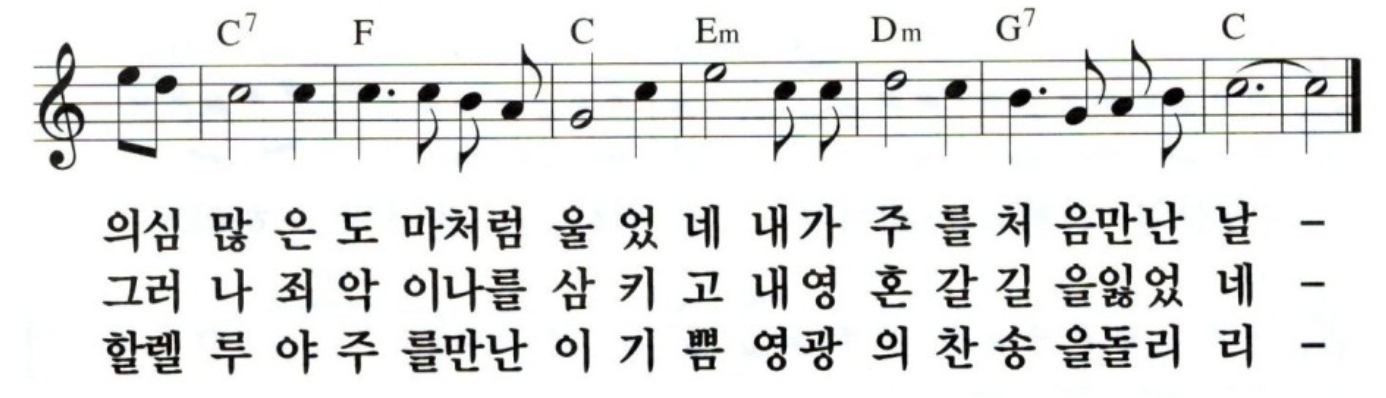 C7 F C Em Dm G7 C
의심 많 은 도 마처럼 울 었 네 내가 주 를 처 음만난 날 –
그러 나 죄 악 이나를 삼 키 고 내영 혼 갈 길 을잃었 네 –
할렐 루 야 주 를만난 이 기 쁨 영광 의 찬 송 을돌리 리 –